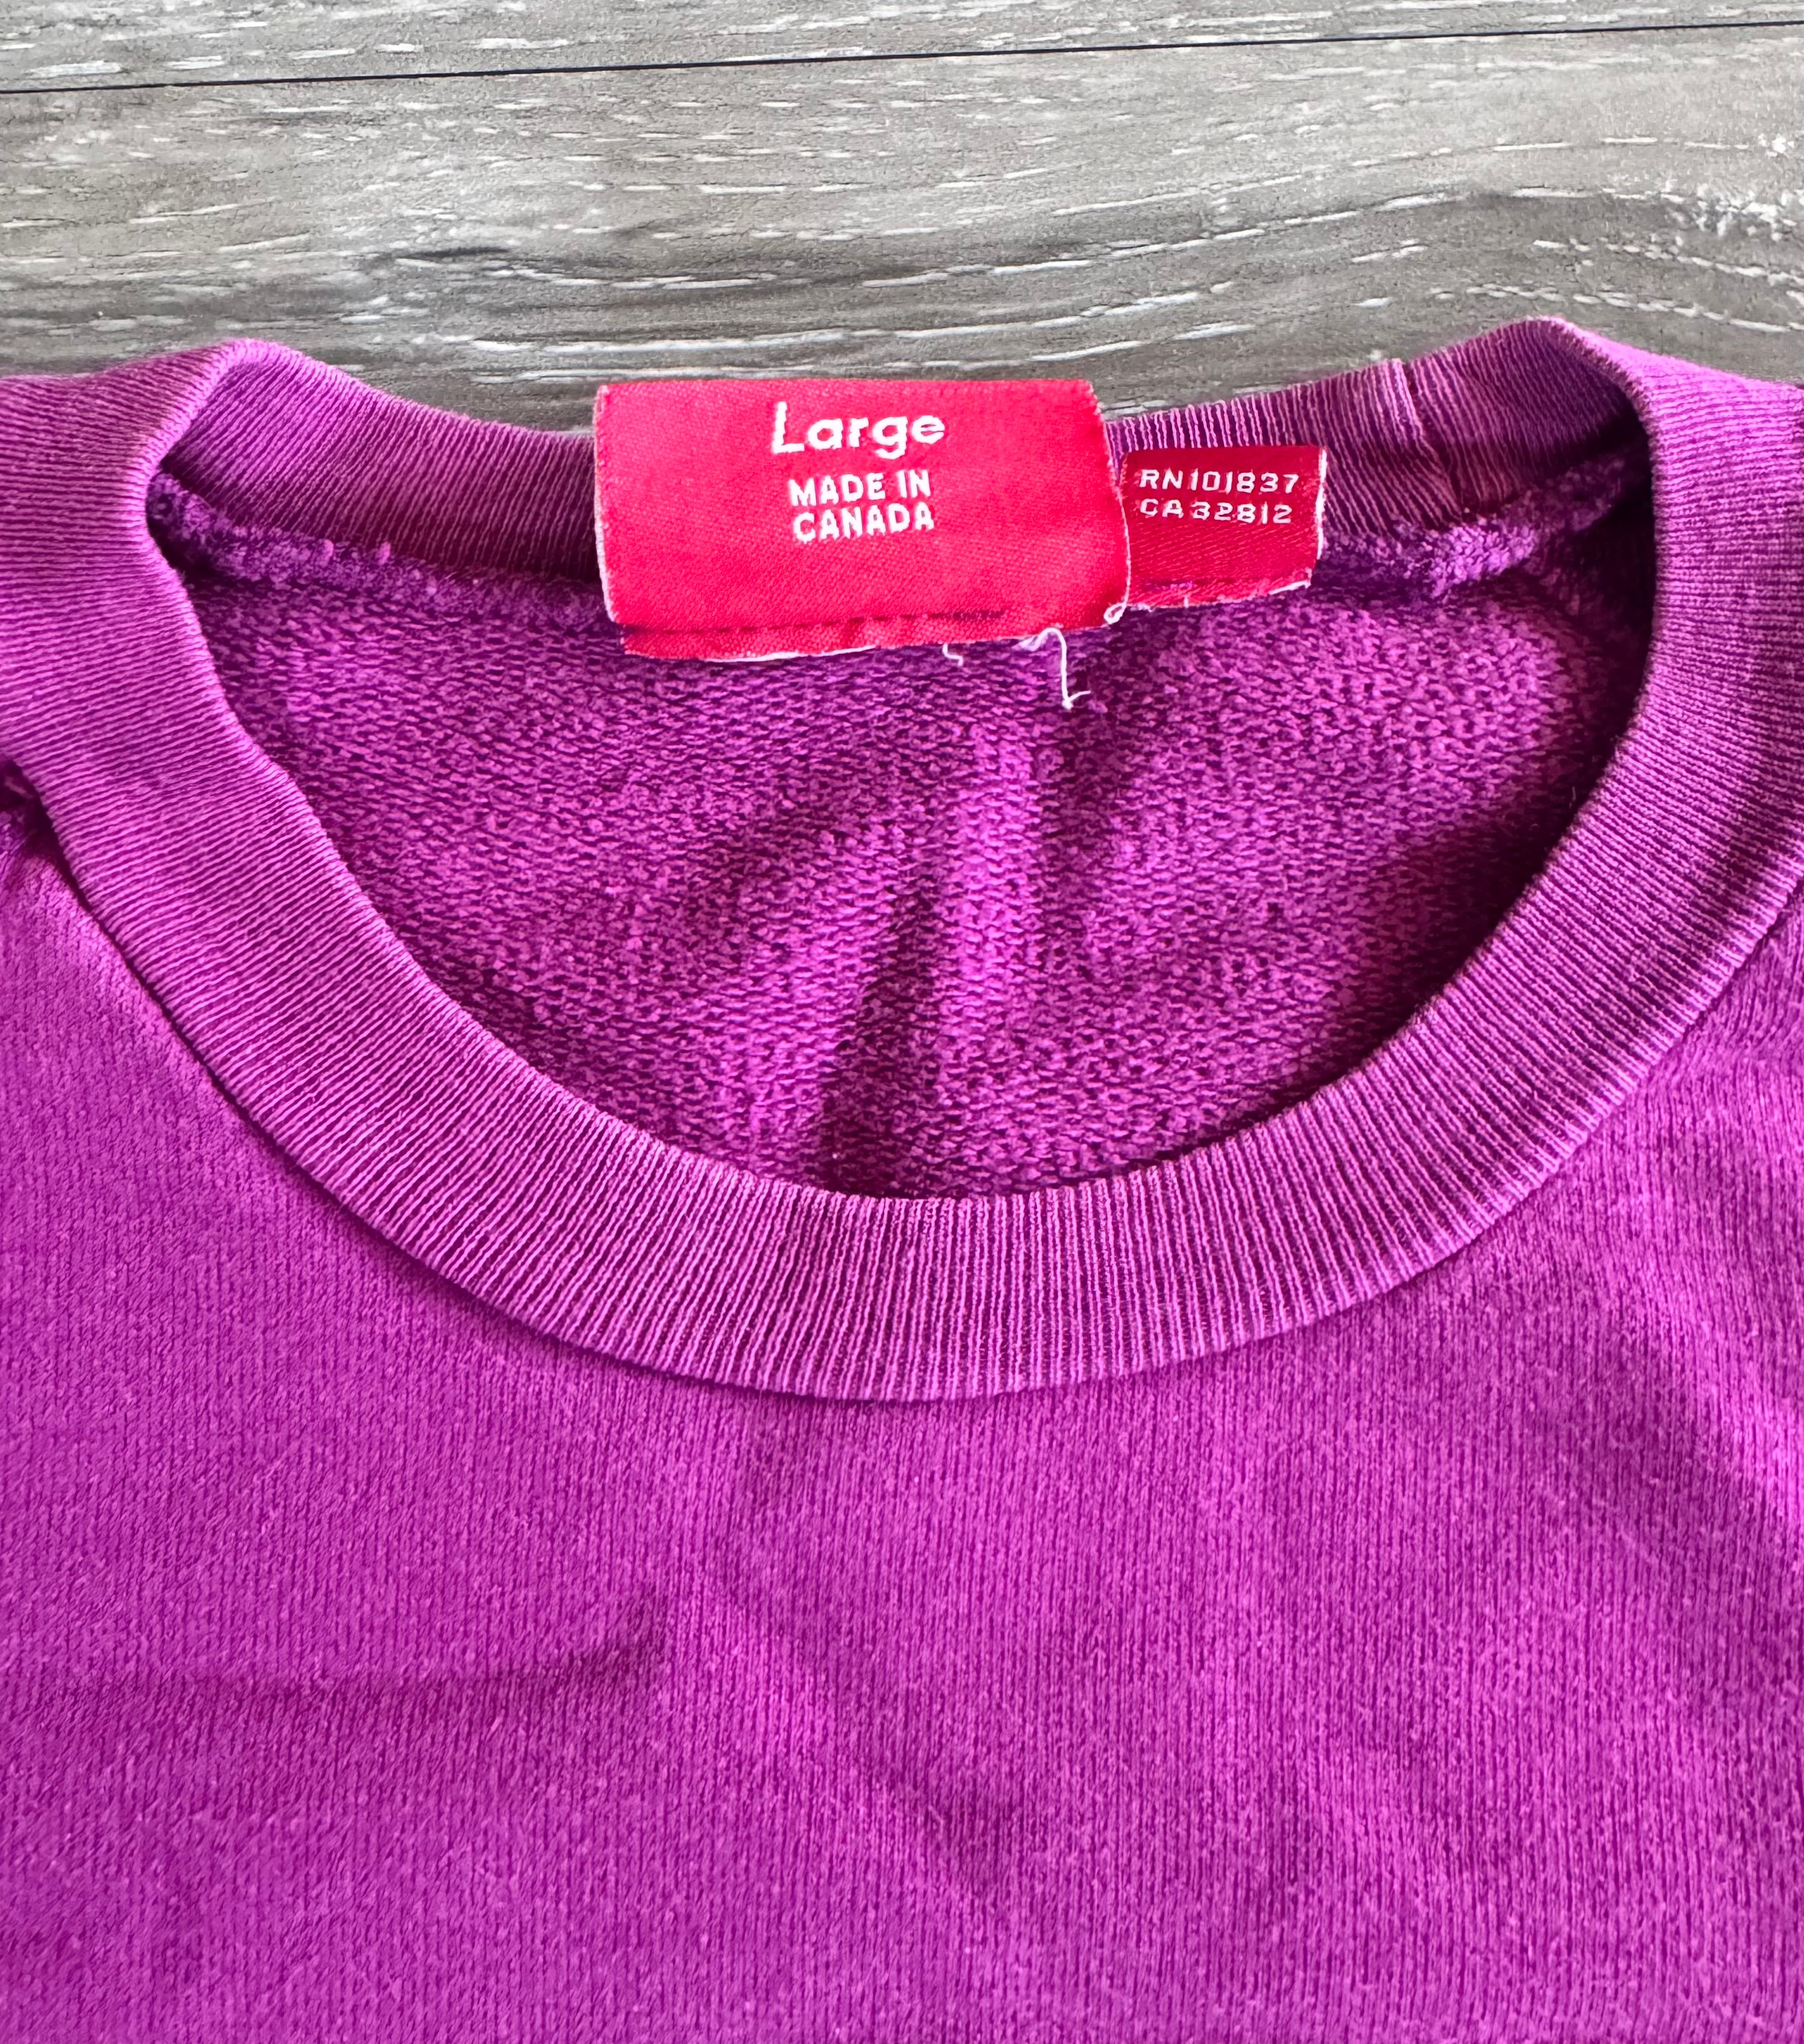 Large
MADE IN
CANADA
RN101837
CA32812